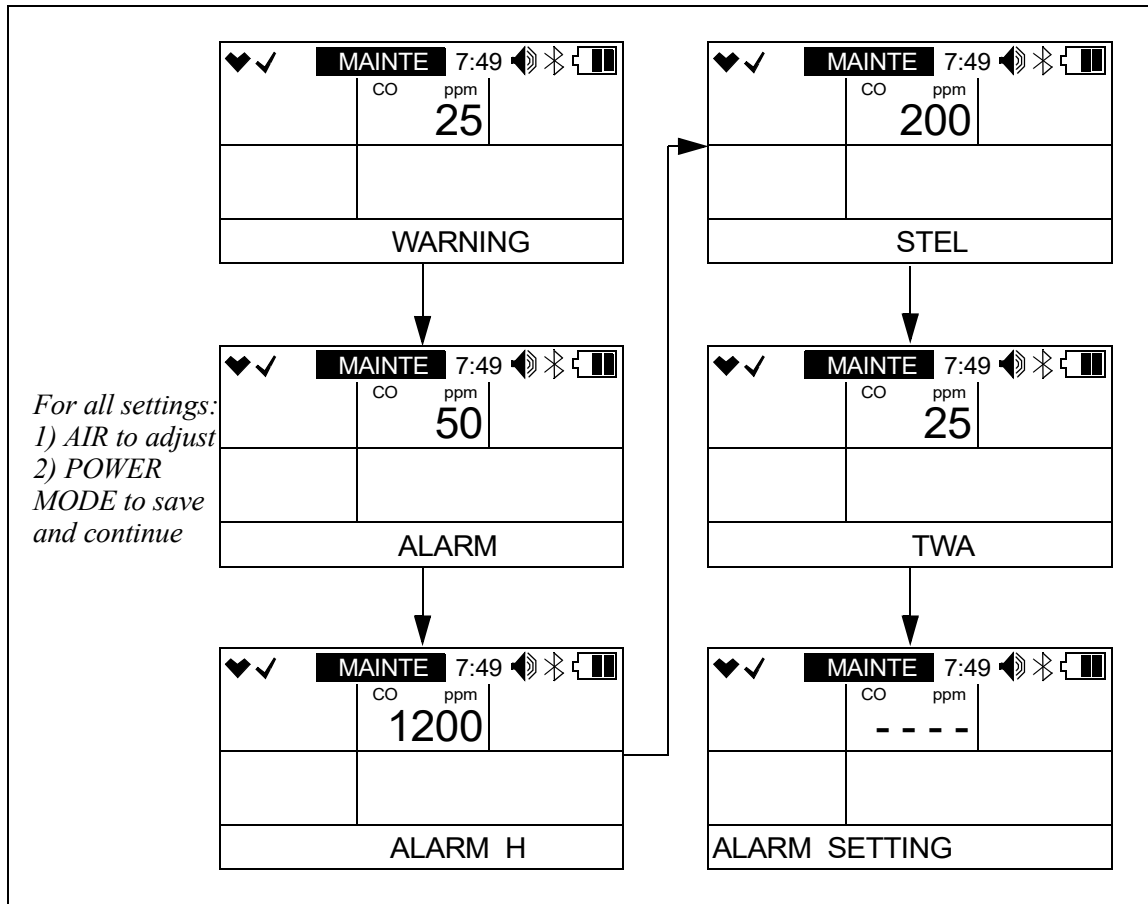 MAINTE 7:49
CO ppm
25
WARNING
For all settings:
1) AIR to adjust
2) POWER
MODE to save
and continue
MAINTE 7:49
CO ppm
50
ALARM
MAINTE 7:49
CO ppm
1200
ALARM H
MAINTE 7:49
CO ppm
200
STEL
MAINTE 7:49
CO ppm
25
TWA
MAINTE 7:49
CO ppm
- - - -
ALARM SETTING